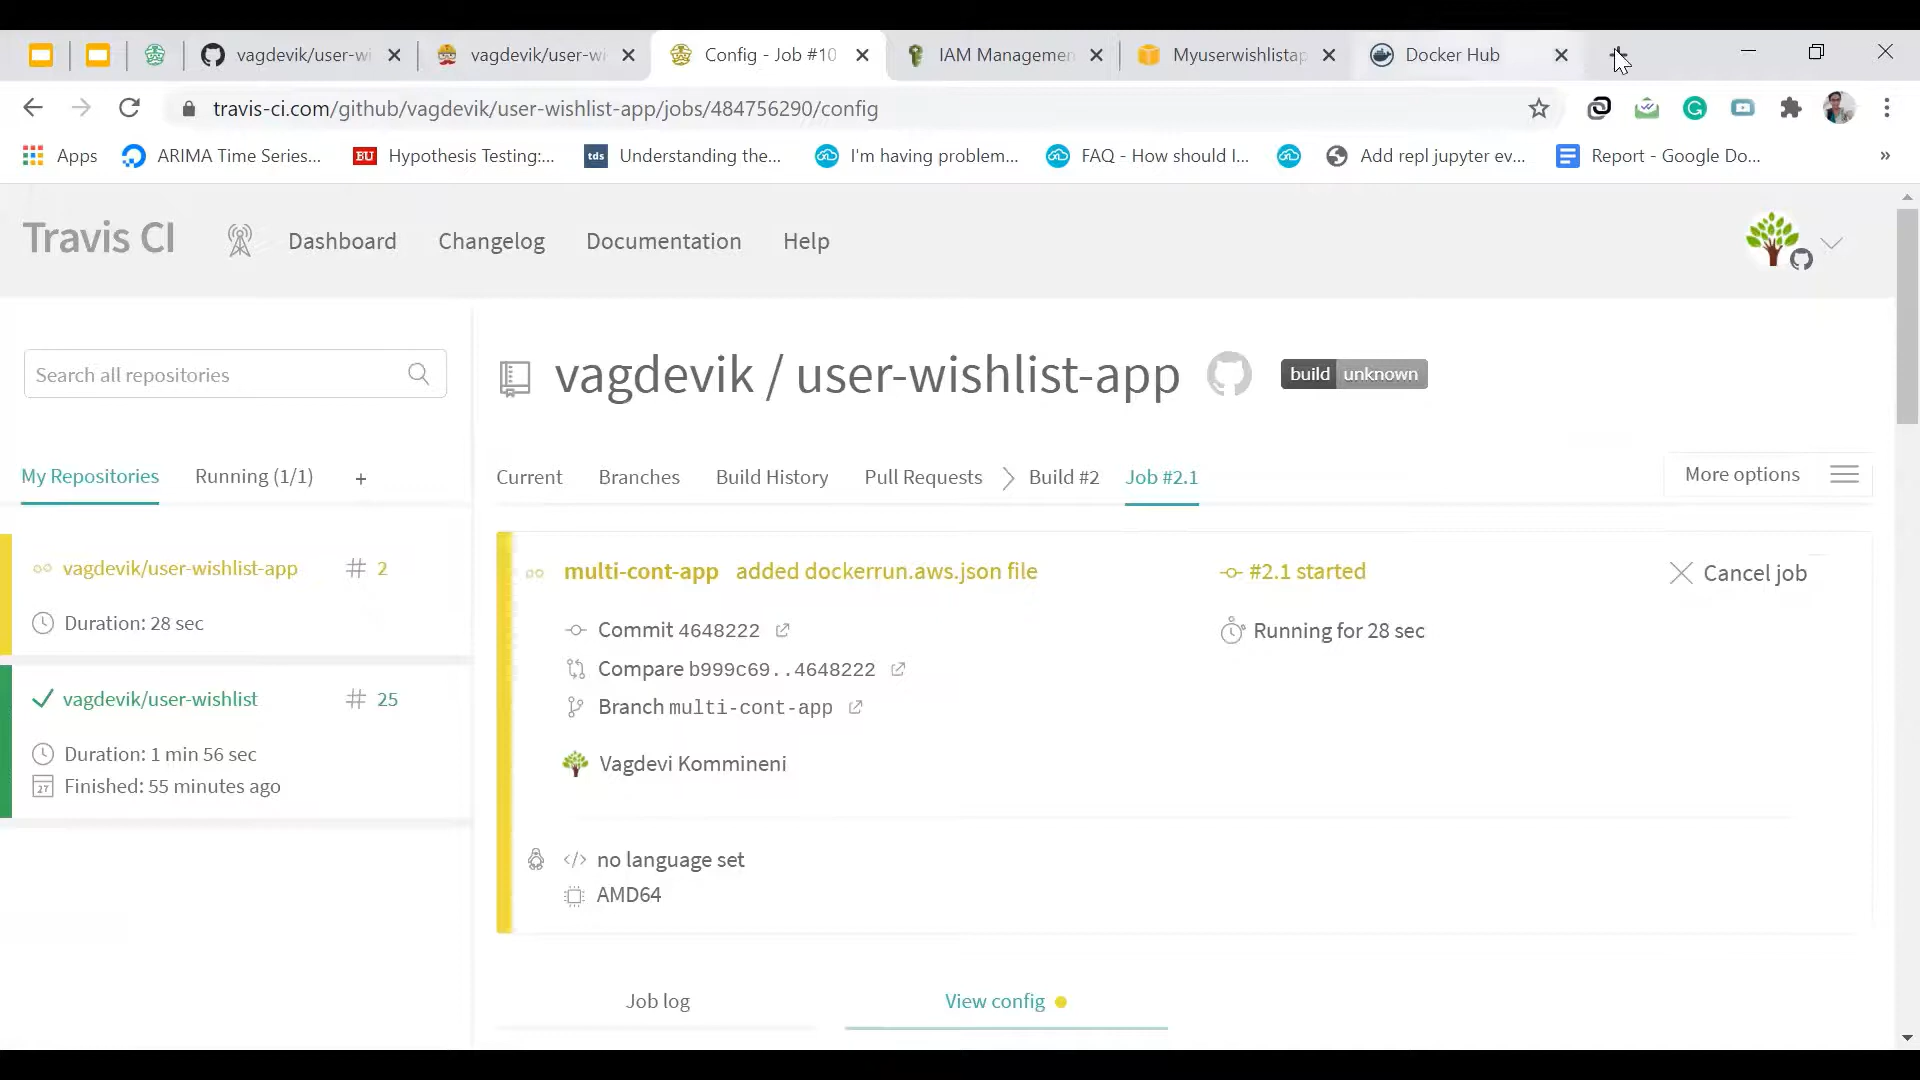 vagdevik/user-wi
vagdevik/user-wi
Config - Job #10
IAM Managemen
Myuserwishlistap
Docker Hub
travis-ci.com/github/vagdevik/user-wishlist-app/jobs/484756290/config
Apps
ARIMA Time Series...
BU
Hypothesis Testing:...
tds
Understanding the...
I'm having problem...
FAQ - How should I...
Add repl jupyter ev...
Report - Google Do...
»
Travis CI
Dashboard
Changelog
Documentation
Help
Search all repositories
vagdevik / user-wishlist-app
build unknown
My Repositories
Running (1/1)
+
Current
Branches
Build History
Pull Requests
Build #2
Job #2.1
More options
vagdevik/user-wishlist-app
# 2
Duration: 28 sec
vagdevik/user-wishlist
# 25
Duration: 1 min 56 sec
27
Finished: 55 minutes ago
multi-cont-app added dockerrun.aws.json file
#2.1 started
Cancel job
Commit 4648222
Running for 28 sec
Compare b999c69..4648222
Branch multi-cont-app
Vagdevi Kommineni
</> no language set
AMD64
Job log
View config